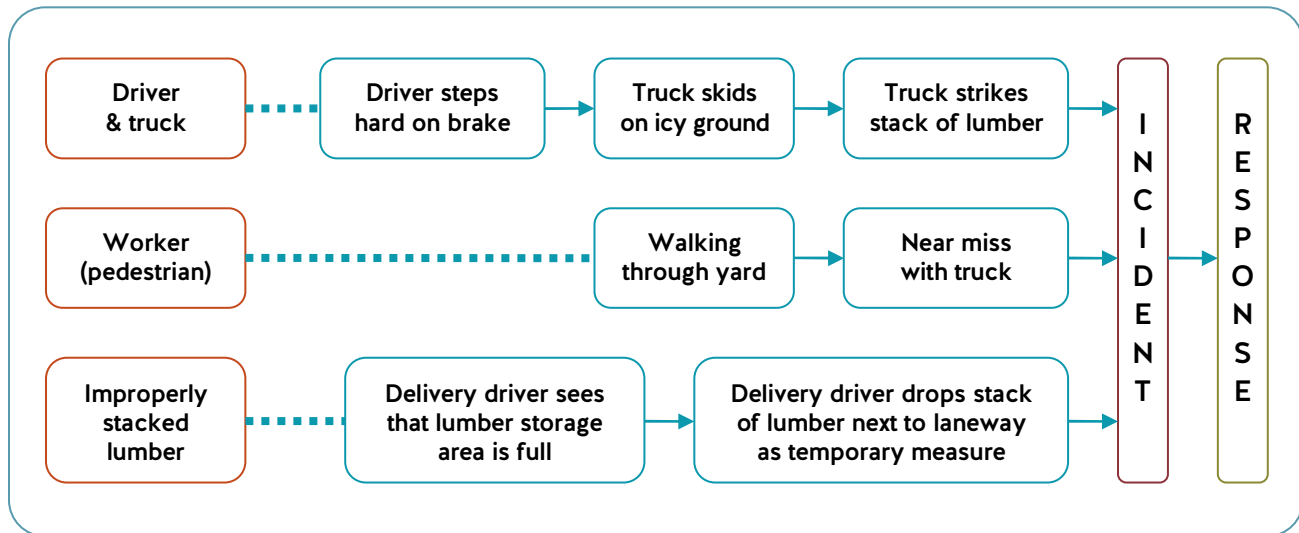 Driver
& truck
Driver steps
hard on brake
Truck skids
on icy ground
Truck strikes
stack of lumber
Worker
(pedestrian)
Walking
through yard
Near miss
with truck
Improperly
stacked
lumber
Delivery driver sees
that lumber storage
area is full
Delivery driver drops stack
of lumber next to laneway
as temporary measure
INCIDENT
RESPONSE